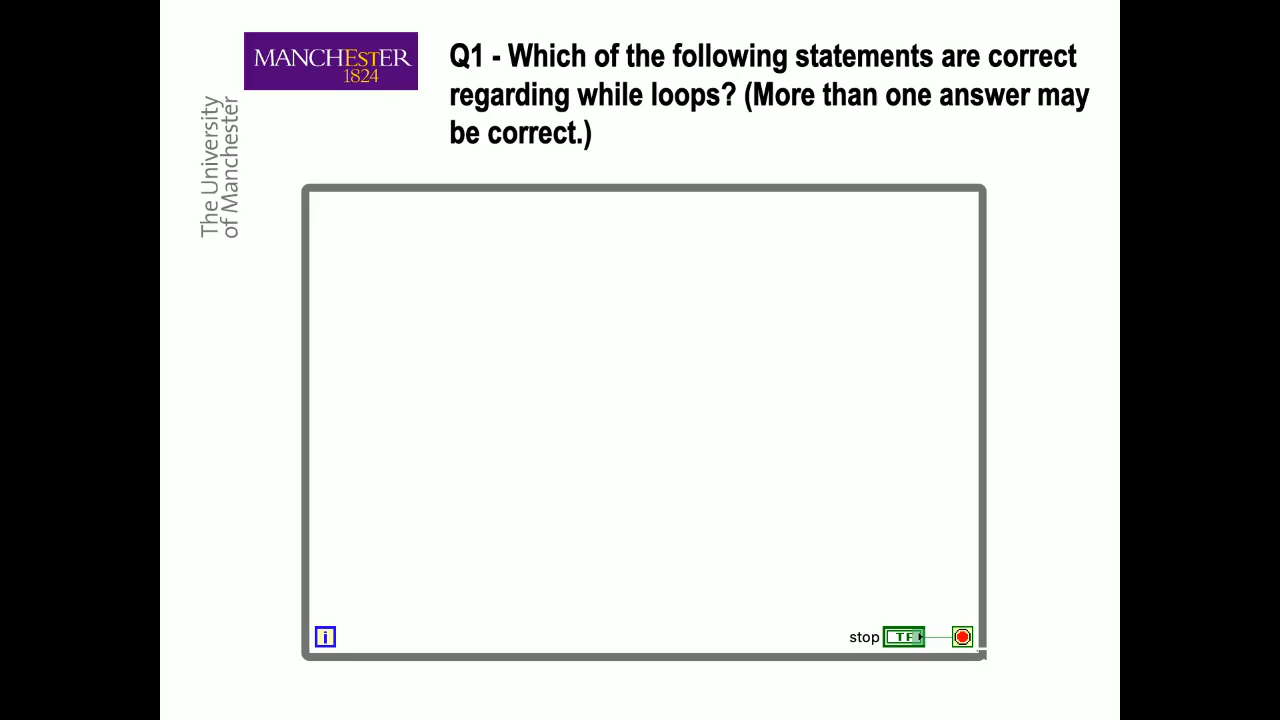 MANCHESTER
1824
The University
of Manchester
Q1 - Which of the following statements are correct
regarding while loops? (More than one answer may
be correct.)
i
stop TF